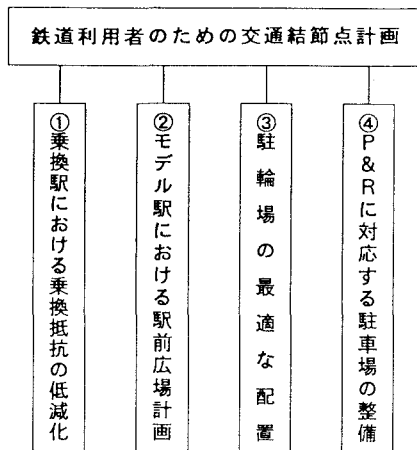 鉄道利用者のための交通結節点計画
①乗換駅における乗換抵抗の低減化
②モデル駅における駅前広場計画
③駐輪場の最適な配置
④P&Rに対応する駐車場の整備